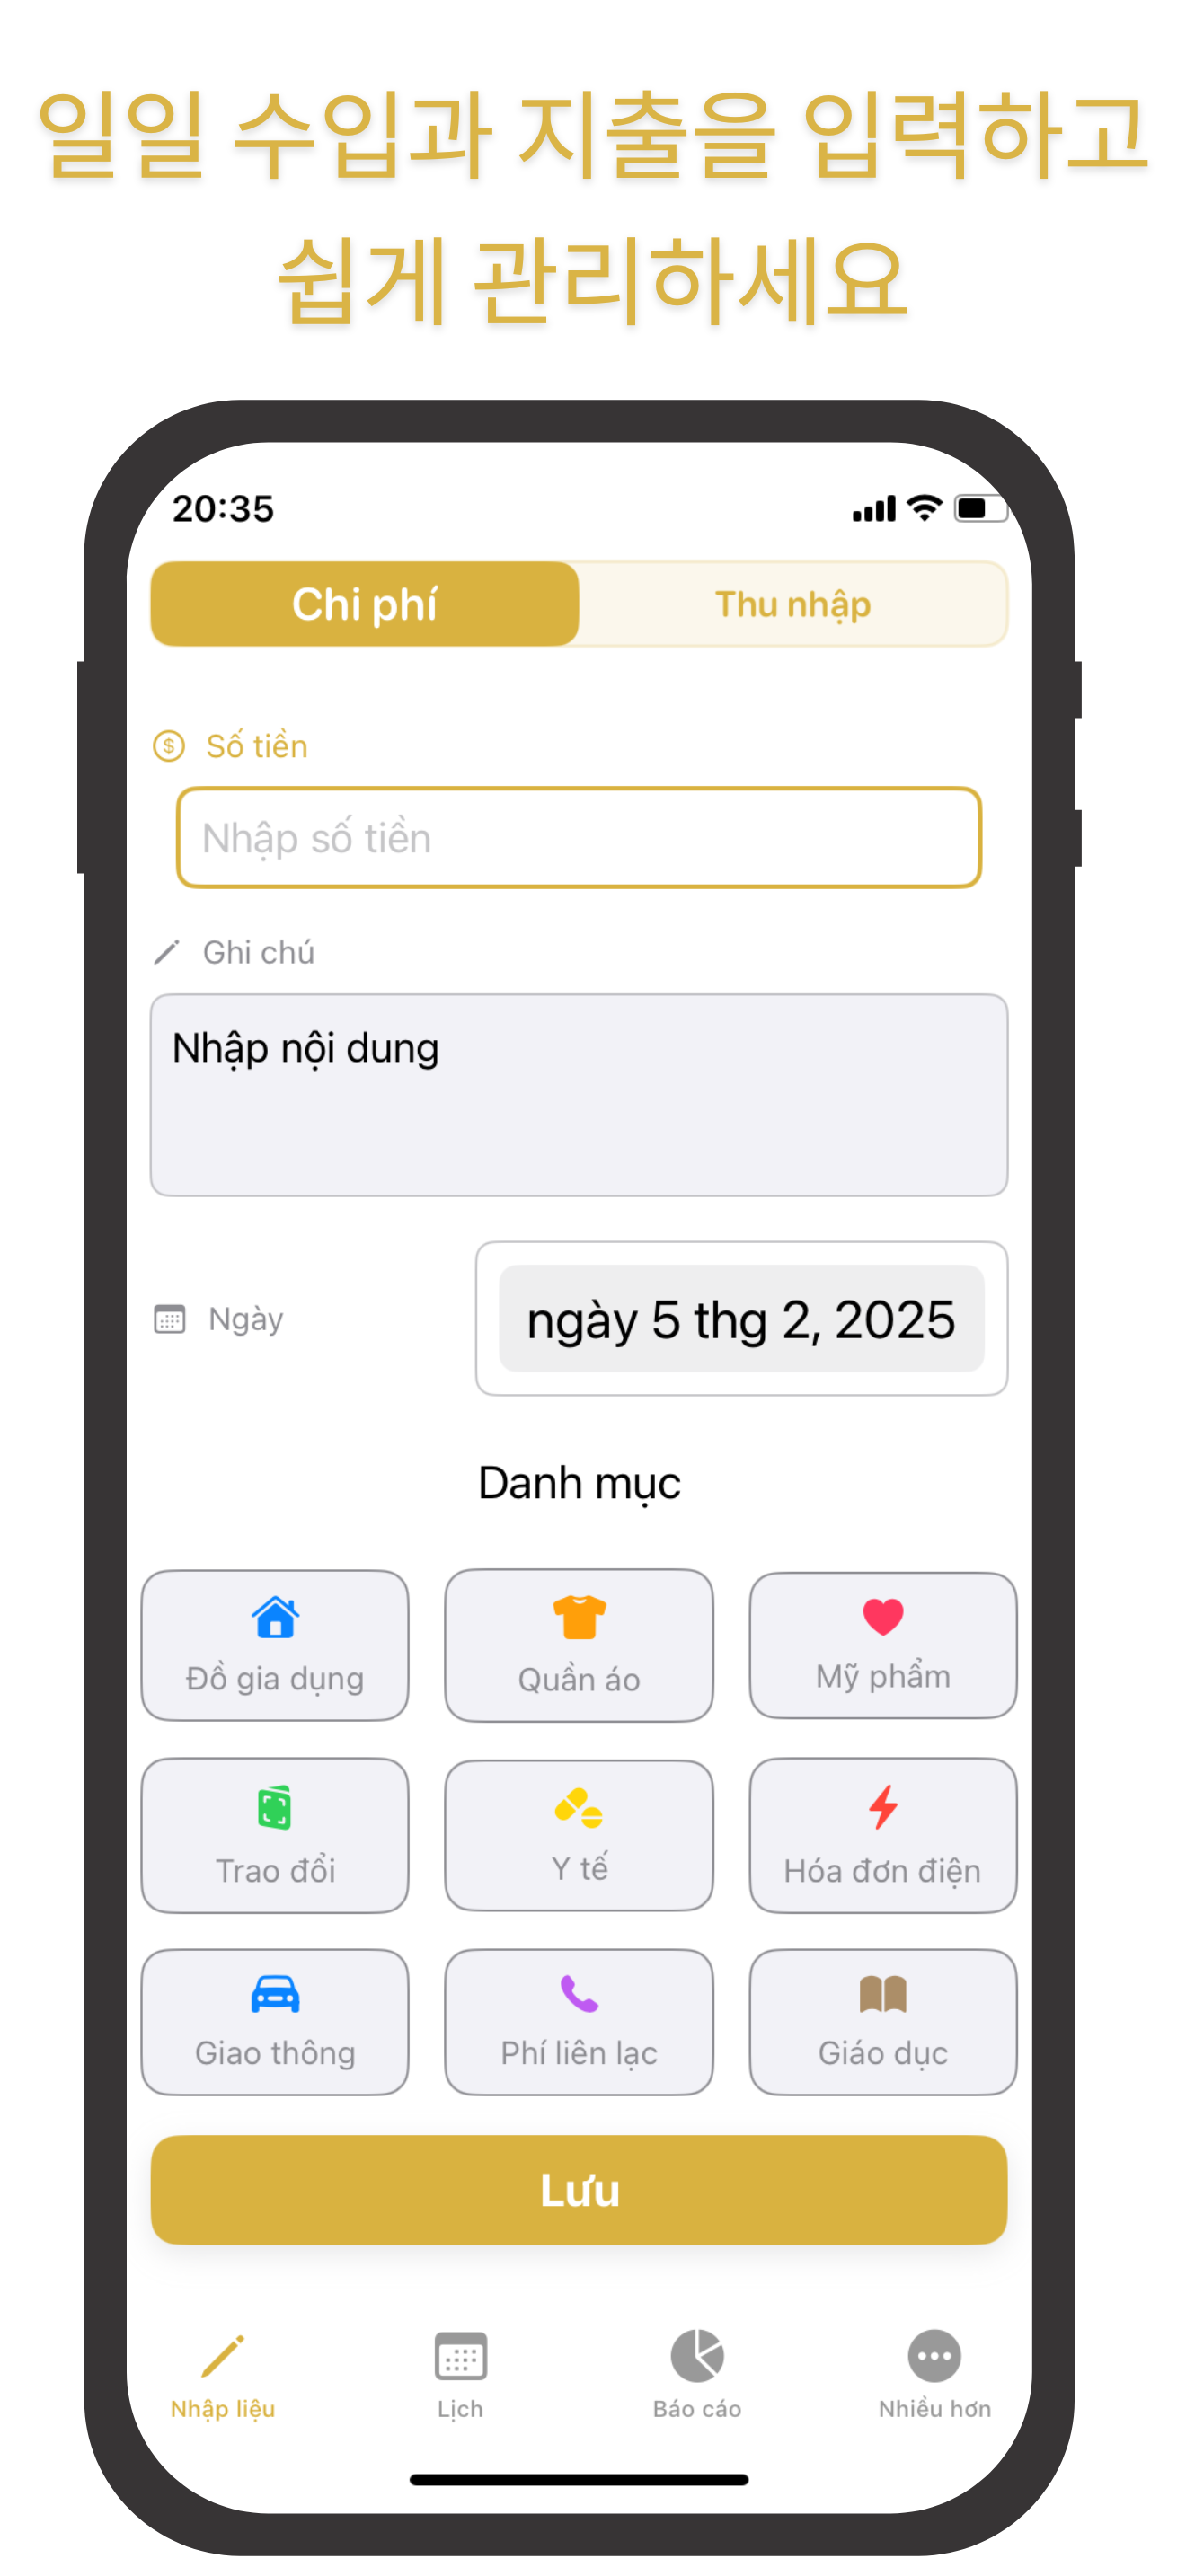 일일 수입과 지출을 입력하고
쉽게 관리하세요
20:35
Chi phí
Thu nhập
$ Số tiền
Nhập số tiền
Ghi chú
Nhập nội dung
Ngày
ngày 5 thg 2, 2025
Danh mục
Đồ gia dụng
Quần áo
Mỹ phẩm
Trao đổi
Y tế
Hóa đơn điện
Giao thông
Phí liên lạc
Giáo dục
Lưu
Nhập liệu
Lịch
Báo cáo
Nhiều hơn